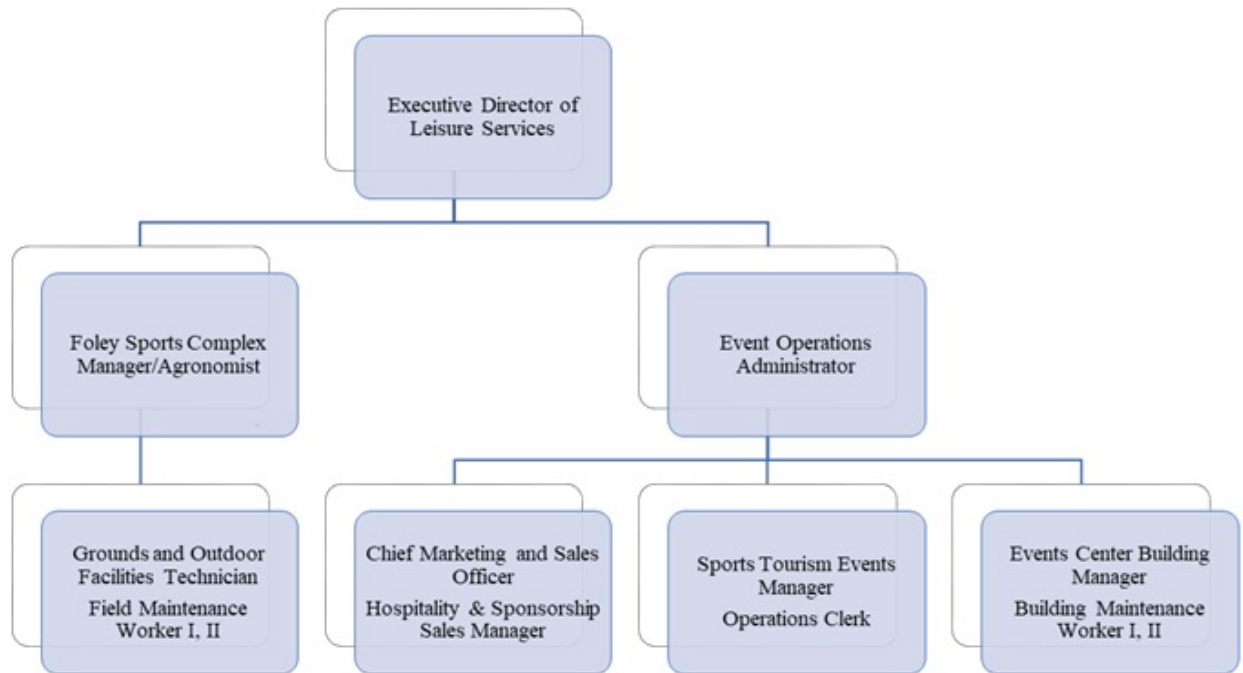 Executive Director of
Leisure Services
Foley Sports Complex
Manager/Agronomist
Event Operations
Administrator
Grounds and Outdoor
Facilities Technician
Field Maintenance
Worker I, II
Chief Marketing and Sales
Officer
Hospitality & Sponsorship
Sales Manager
Sports Tourism Events
Manager
Operations Clerk
Events Center Building
Manager
Building Maintenance
Worker I, II